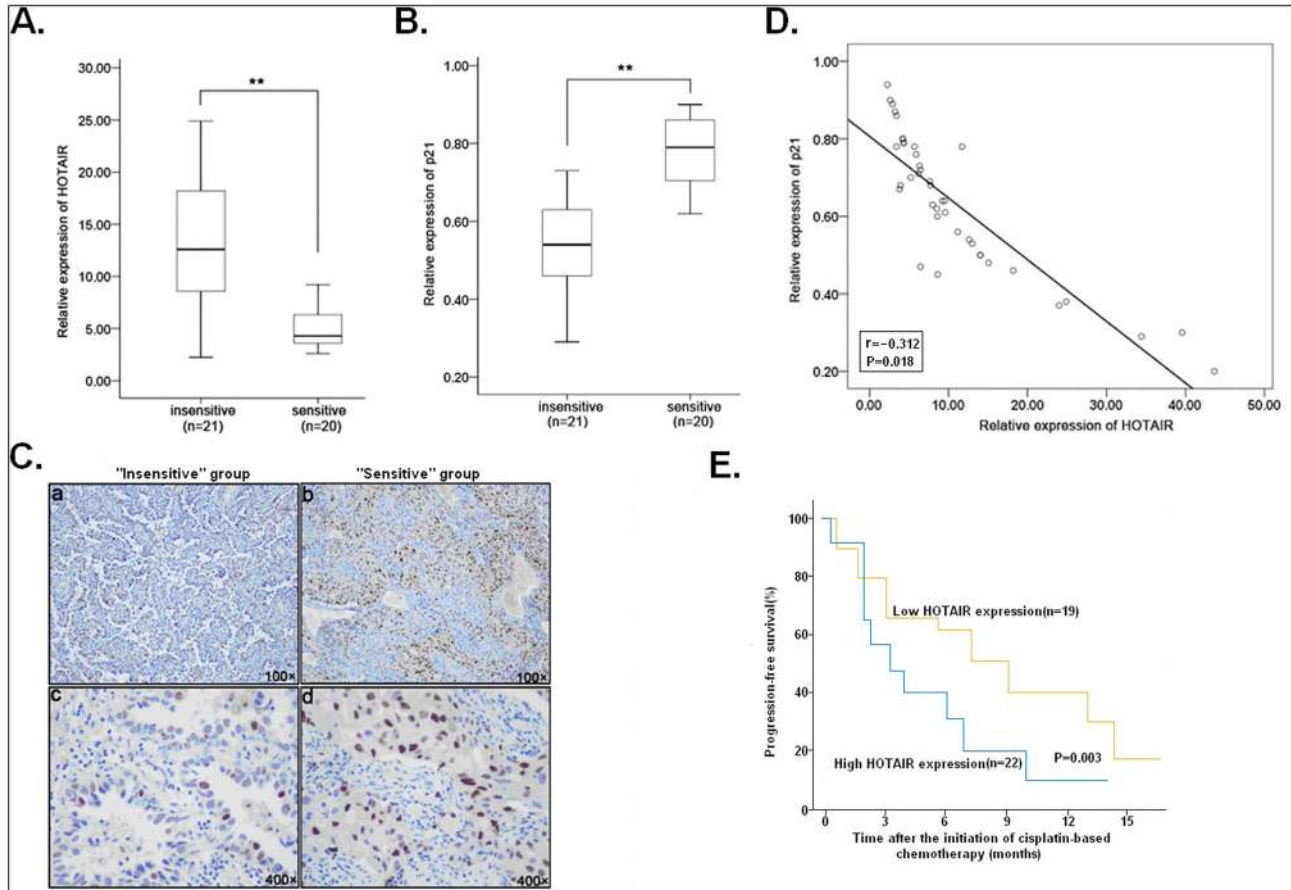 A.
Relative expression of HOTAIR
30.00
25.00
20.00
15.00
10.00
5.00
0.00
**
insensitive
(n=21)
sensitive
(n=20)
B.
Relative expression of p21
1.00
0.80
0.60
0.40
0.20
**
insensitive
(n=21)
sensitive
(n=20)
D.
Relative expression of p21
1.00
0.80
0.60
0.40
0.20
r=-0.312
P=0.018
0.00
10.00
20.00
30.00
40.00
50.00
Relative expression of HOTAIR
C.
"Insensitive" group
"Sensitive" group
a
100×
b
100×
c
400×
d
400×
E.
Progression-free survival(%)
100
80
60
40
20
0
Low HOTAIR expression(n=19)
High HOTAIR expression(n=22)
P=0.003
0
3
6
9
12
15
Time after the initiation of cisplatin-based
chemotherapy (months)